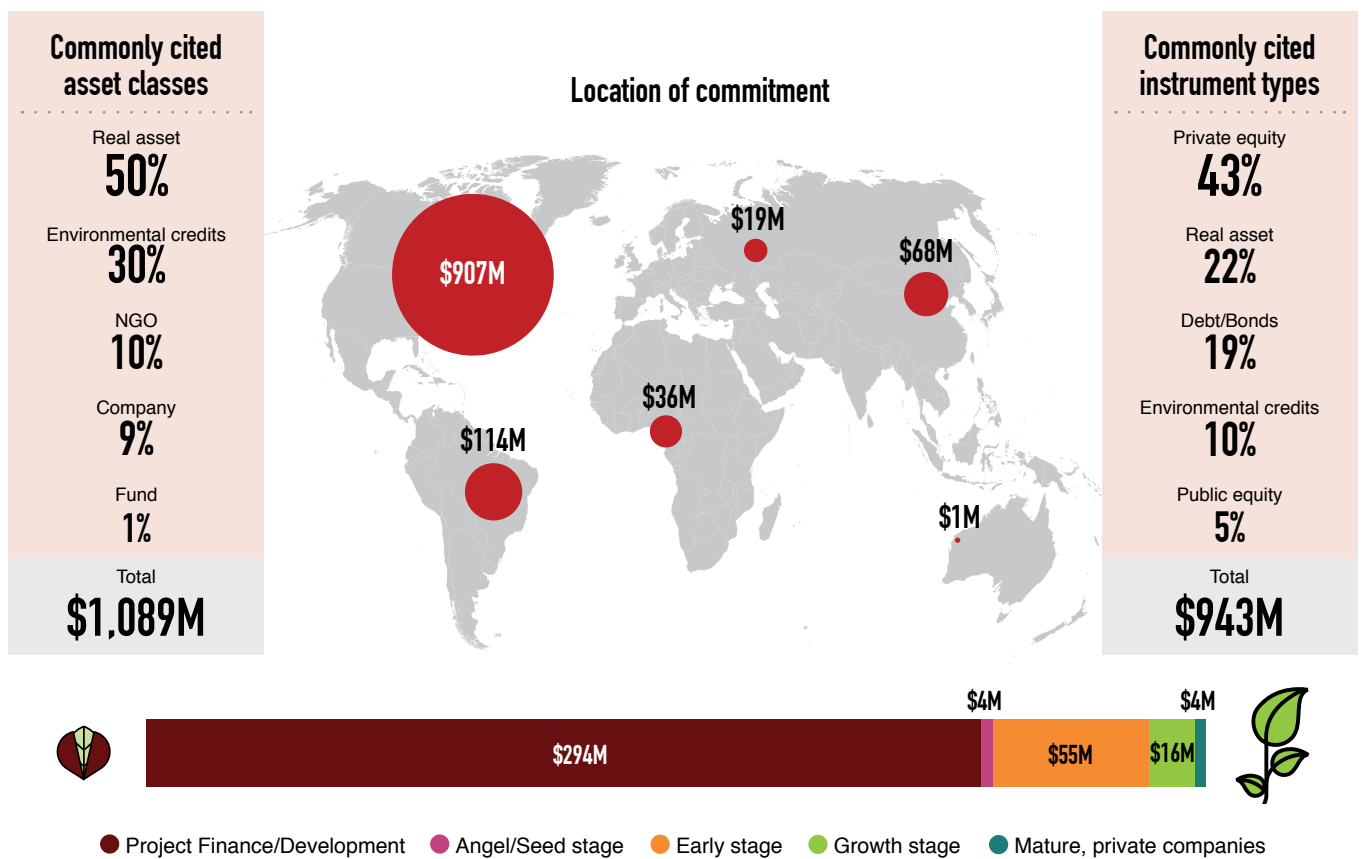 Commonly cited
asset classes
Real asset
50%
Environmental credits
30%
NGO
10%
Company
9%
Fund
1%
Total
$1,089M
Location of commitment
$907M
$19M
$68M
$36M
$114M
$1M
Commonly cited
instrument types
Private equity
43%
Real asset
22%
Debt/Bonds
19%
Environmental credits
10%
Public equity
5%
Total
$943M
$4M
$4M
$294M
$55M
$16M
Project Finance/Development
Angel/Seed stage
Early stage
Growth stage
Mature, private companies